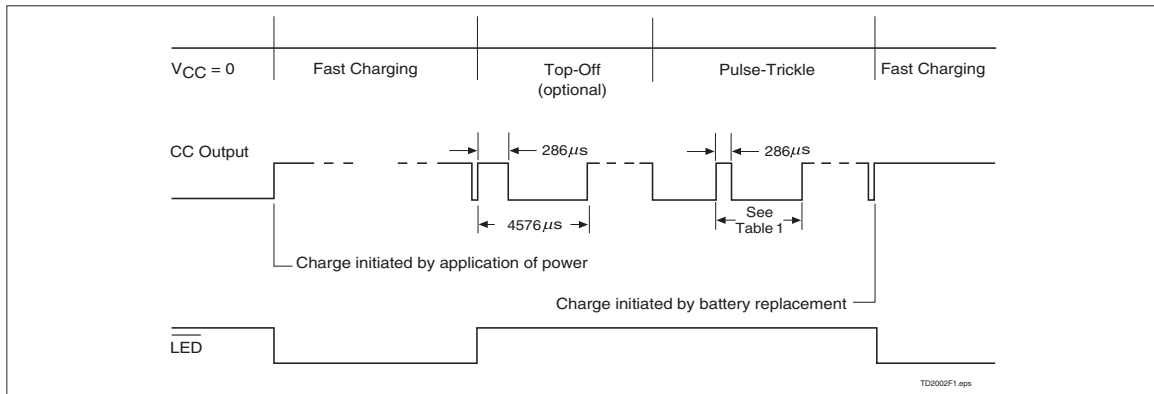 VCC = 0
Fast Charging
Top-Off
(optional)
Pulse-Trickle
Fast Charging
CC Output
286µs
286µs
4576µs
See
Table 1
Charge initiated by application of power
Charge initiated by battery replacement
LED
TD2002F1.eps